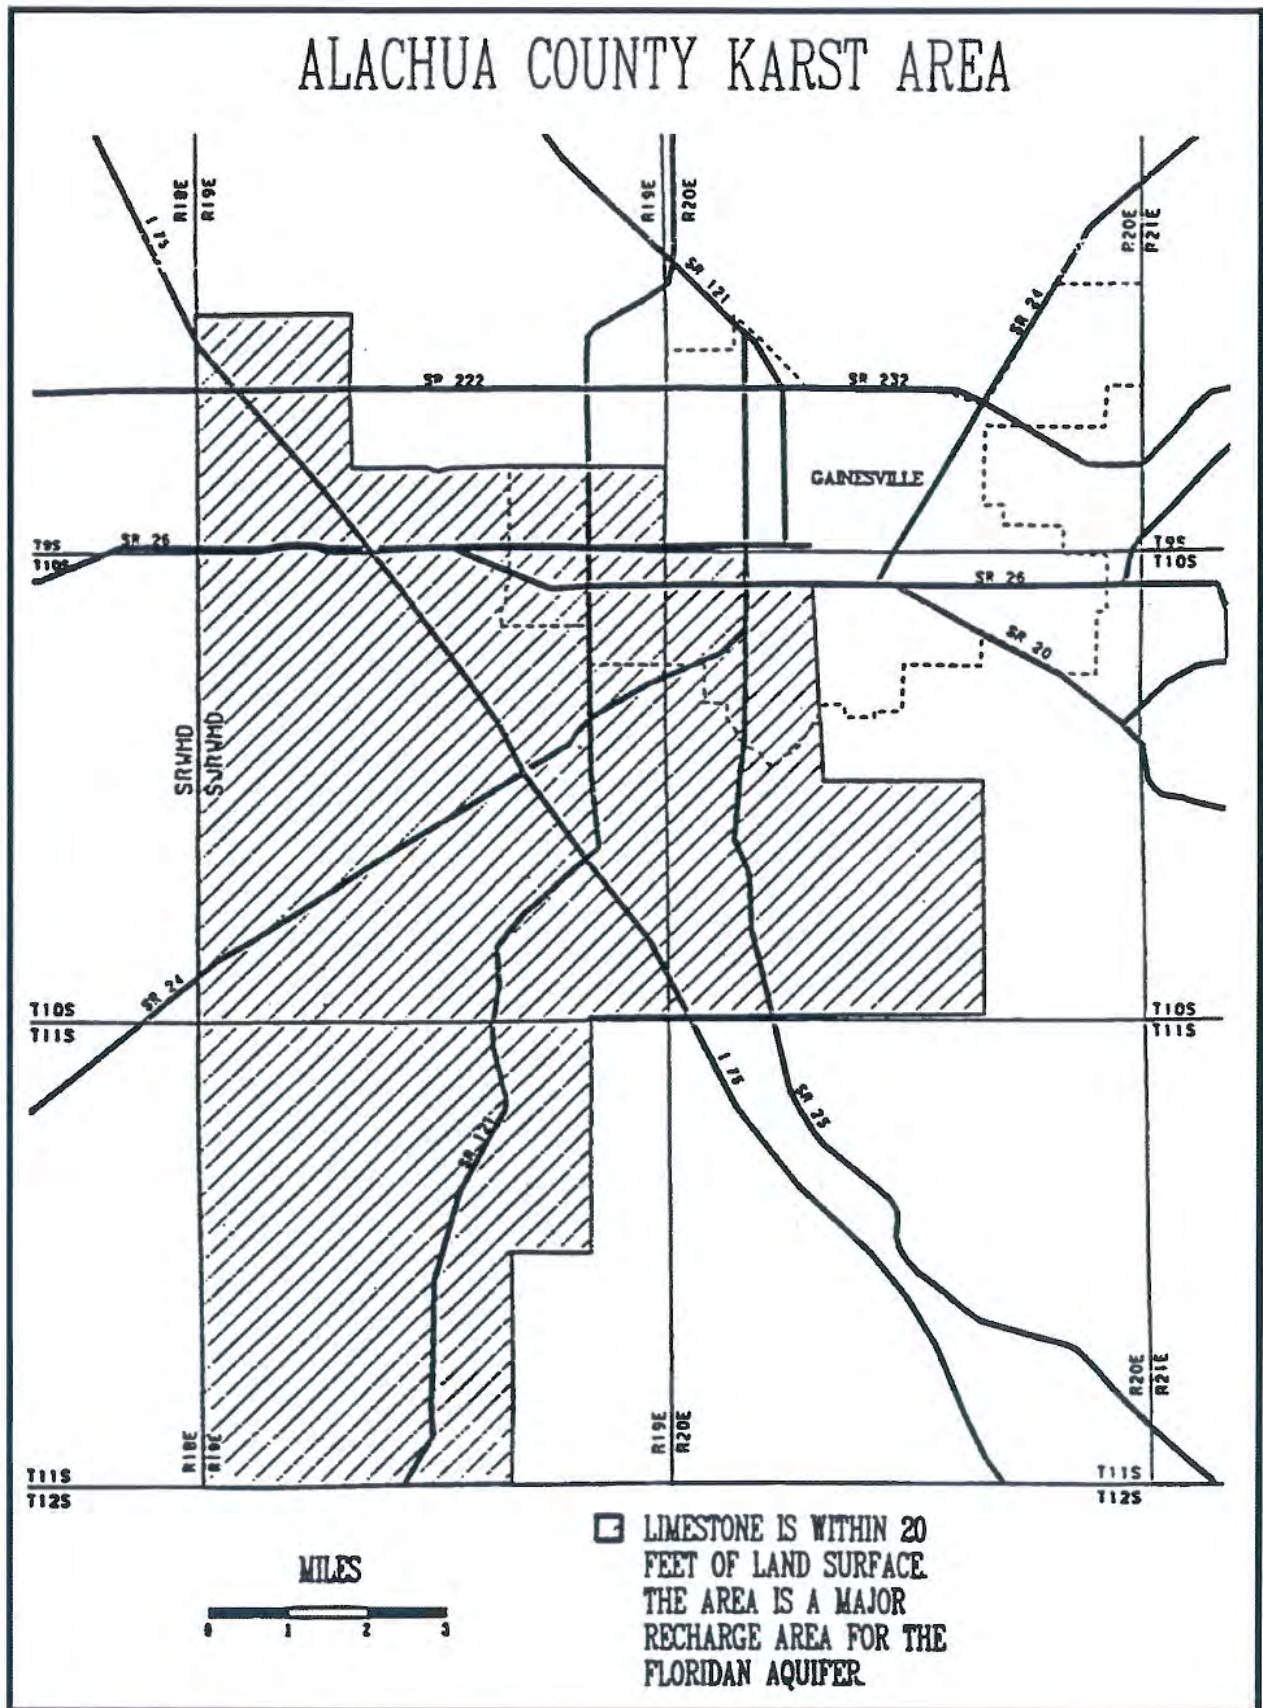 ALACHUA COUNTY KARST AREA
R18E
R19E
R19E
R20E
R20E
R21E
I 75
SR 121
SR 24
SR 222
SR 232
GAINESVILLE
T9S
T10S
SR 26
T9S
T10S
SR 26
SR 20
SRWMD
SJRWMD
SR 24
T10S
T11S
T10S
T11S
I 75
SR 25
SR 121
R18E
R19E
R19E
R20E
R20E
R21E
T11S
T12S
T11S
T12S
MILES
0 1 2 3
LIMESTONE IS WITHIN 20
FEET OF LAND SURFACE
THE AREA IS A MAJOR
RECHARGE AREA FOR THE
FLORIDAN AQUIFER